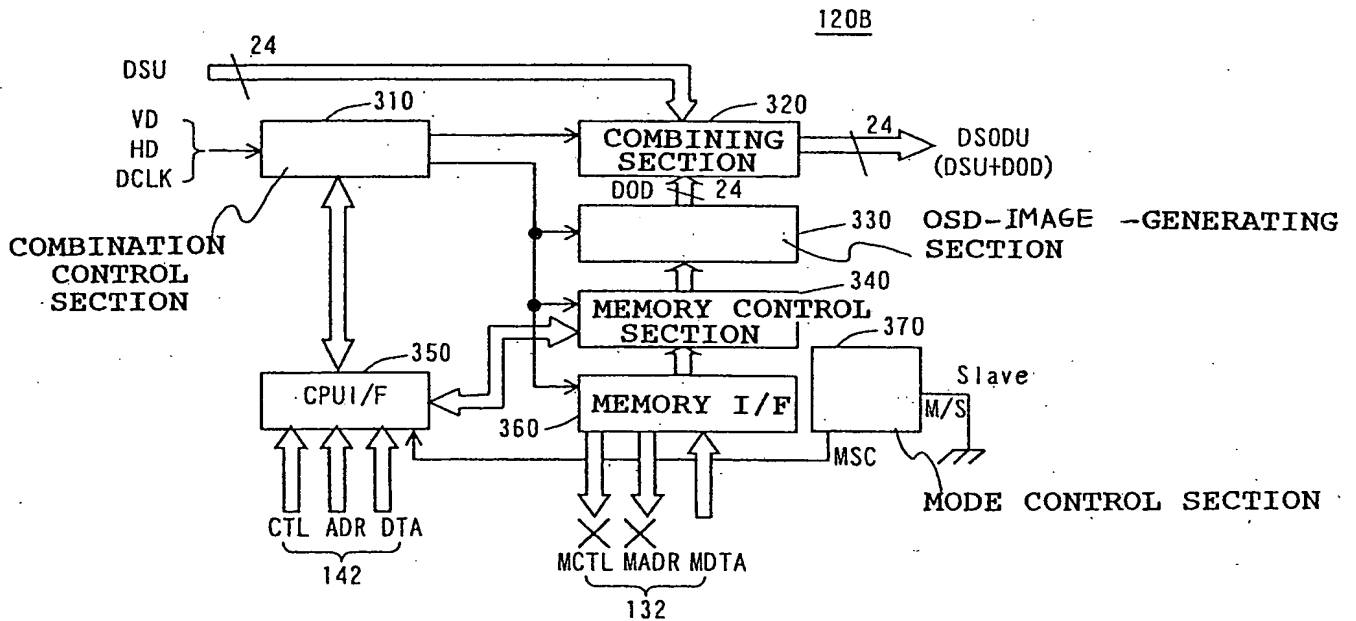 120B
24
DSU
310
320
VD
HD
DCLK
COMBINING
SECTION
24
DSODU
(DSU+DOD)
DOD
24
330
OSD-IMAGE -GENERATING
SECTION
COMBINATION
CONTROL
SECTION
340
MEMORY CONTROL
SECTION
370
350
CPUI/F
MEMORY I/F
360
Slave
M/S
MSC
MODE CONTROL SECTION
CTL ADR DTA
142
MCTL MADR MDTA
132